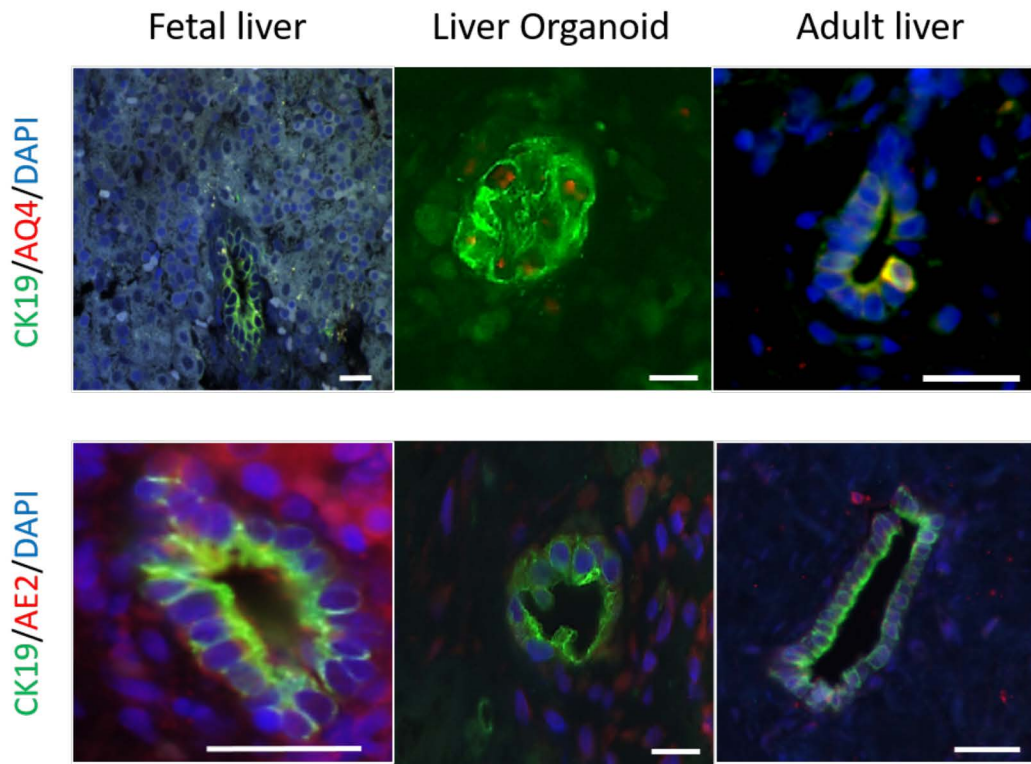 Fetal liver
Liver Organoid
Adult liver
CK19/AQ4/DAPI
CK19/AE2/DAPI